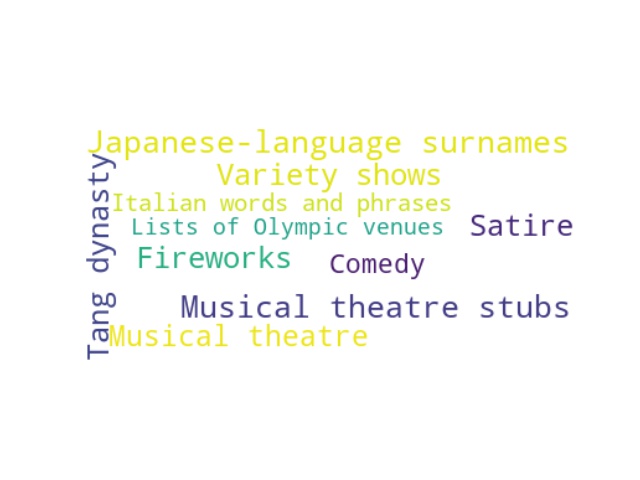 Japanese-language surnames
Variety shows
Italian words and phrases
Lists of Olympic venues
Satire
Fireworks
Comedy
Tang dynasty
Musical theatre stubs
Musical theatre